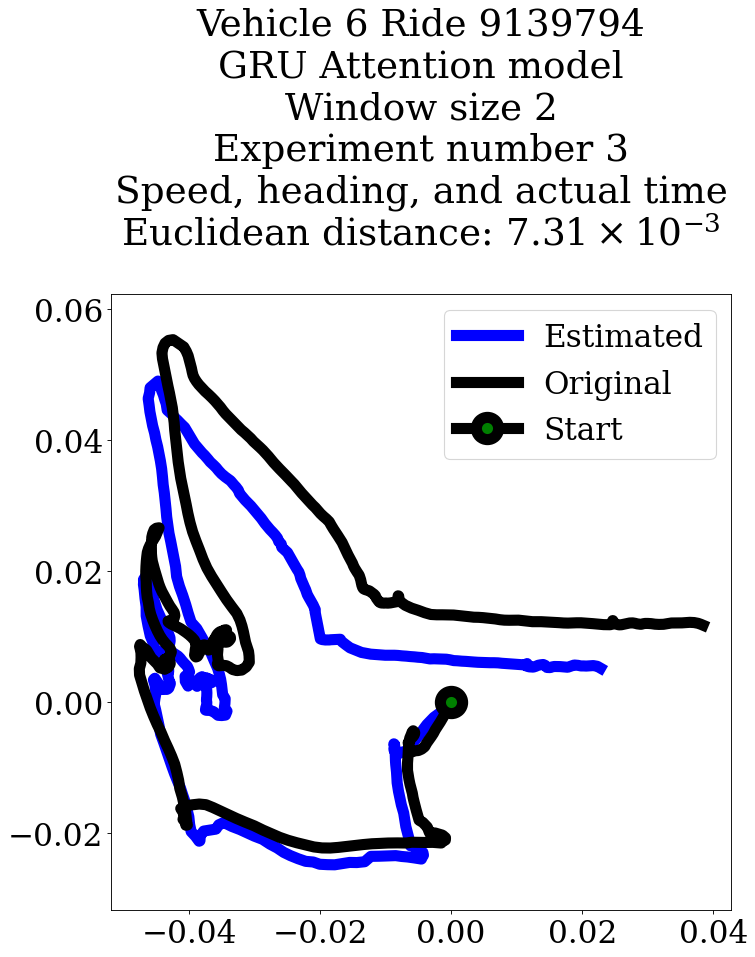 Vehicle 6 Ride 9139794
GRU Attention model
Window size 2
Experiment number 3
Speed, heading, and actual time
Euclidean distance: 7.31 × 10⁻³
0.06
0.04
0.02
0.00
−0.02
Estimated
Original
Start
−0.04
−0.02
0.00
0.02
0.04